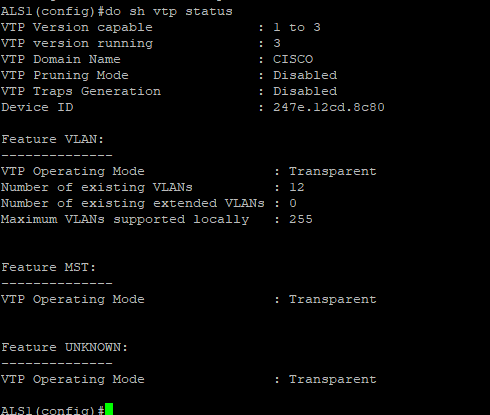 ALS1(config)#do sh vtp status
VTP Version capable             : 1 to 3
VTP version running             : 3
VTP Domain Name                 : CISCO
VTP Pruning Mode                : Disabled
VTP Traps Generation            : Disabled
Device ID                       : 247e.12cd.8c80
Feature VLAN:
--------------
VTP Operating Mode                : Transparent
Number of existing VLANs          : 12
Number of existing extended VLANs : 0
Maximum VLANs supported locally   : 255
Feature MST:
--------------
VTP Operating Mode                : Transparent
Feature UNKNOWN:
--------------
VTP Operating Mode                : Transparent
ALS1(config)#